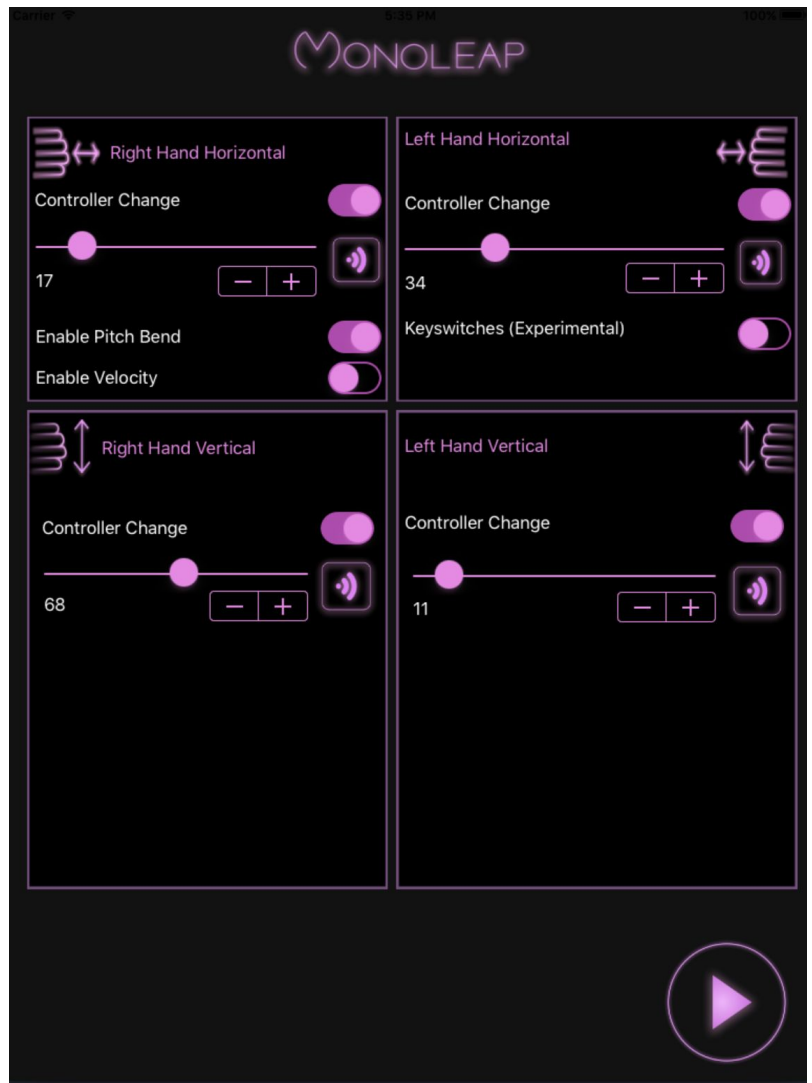 Carrier 5:35 PM 100%
MONOLEAP
Right Hand Horizontal
Controller Change
17
− +
Enable Pitch Bend
Enable Velocity
Left Hand Horizontal
Controller Change
34
− +
Keyswitches (Experimental)
Right Hand Vertical
Controller Change
68
− +
Left Hand Vertical
Controller Change
11
− +